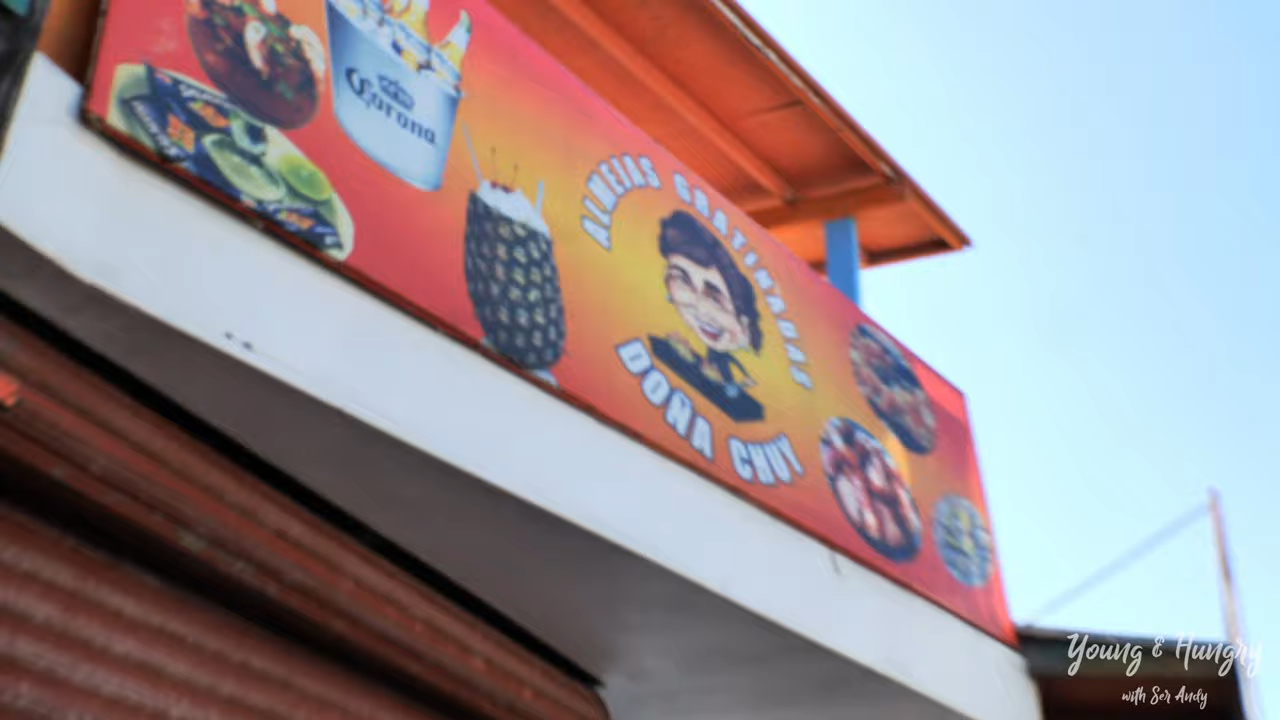 Corona
ALMEJAS GRATINADAS
DOÑA CHUY
Young & Hungry
with Ser Andy